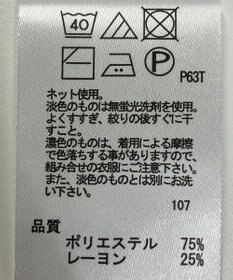 40
P
P63T
ネット使用。
淡色のものは無蛍光洗剤を使用。
よくすすぎ、絞りの後すぐに干
すこと。
濃色のものは、着用による摩擦
で色落ちする事がありますので、
組み合せの衣服にご注意下さい。
また、淡色のものとは別にお洗
い下さい。
107
品質
ポリエステル 75%
レーヨン 25%